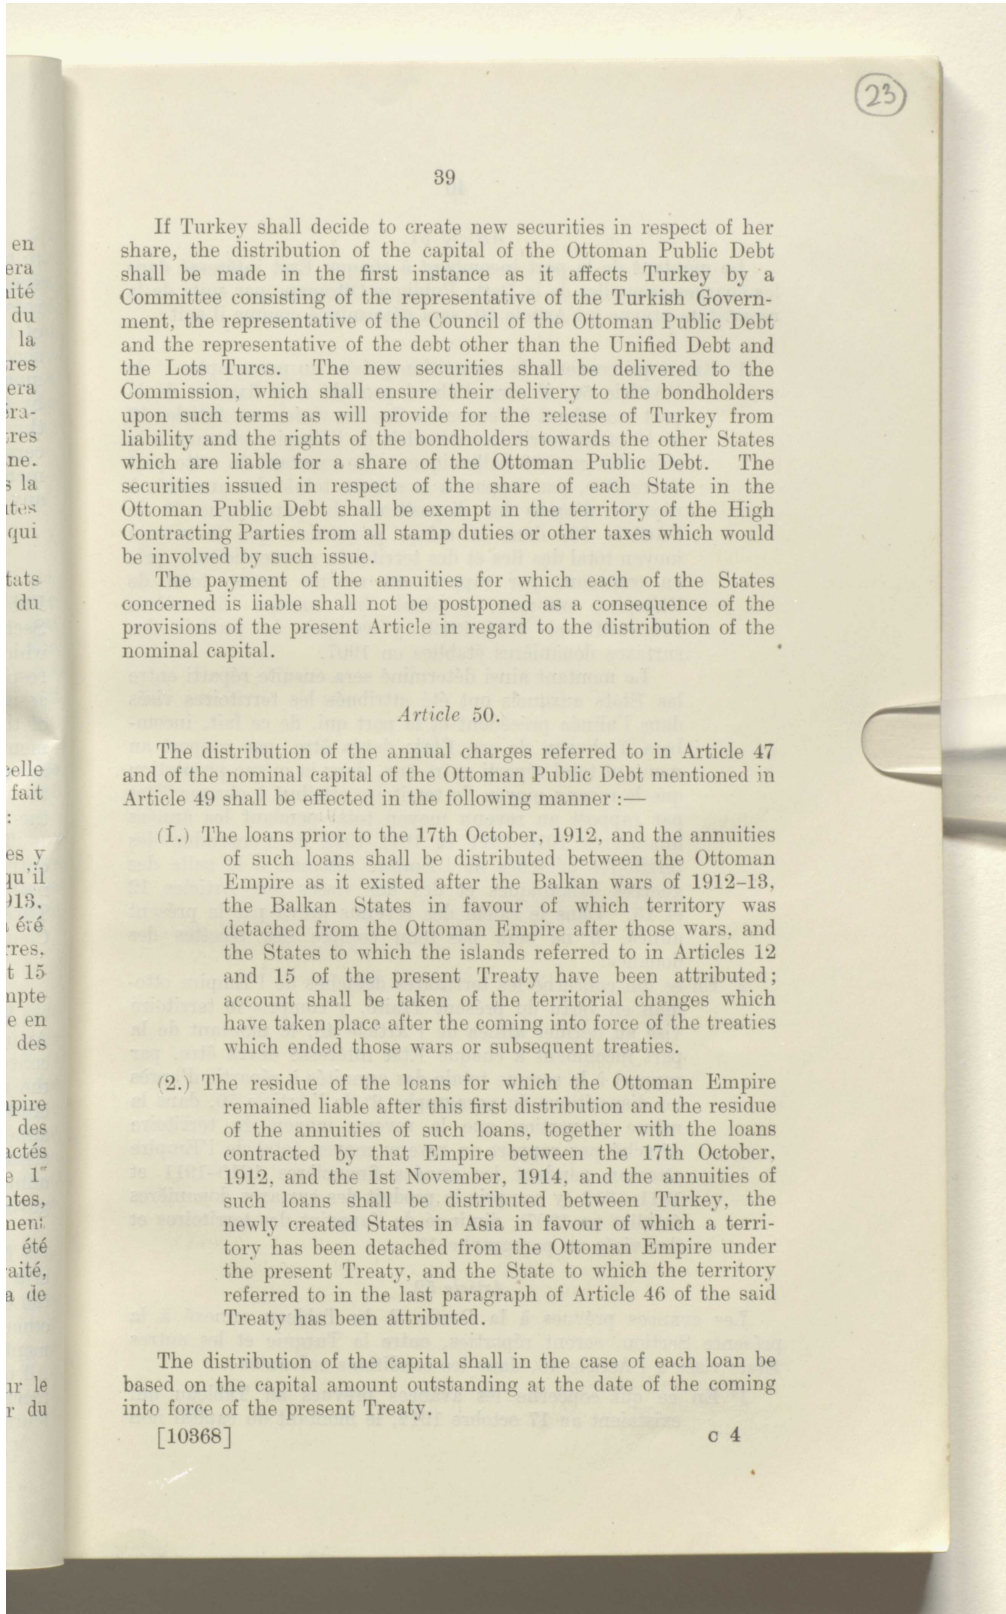 23
39
If Turkey shall decide to create new securities in respect of her
share, the distribution of the capital of the Ottoman Public Debt
shall be made in the first instance as it affects Turkey by a
Committee consisting of the representative of the Turkish Govern-
ment, the representative of the Council of the Ottoman Public Debt
and the representative of the debt other than the Unified Debt and
the Lots Turcs. The new securities shall be delivered to the
Commission, which shall ensure their delivery to the bondholders
upon such terms as will provide for the release of Turkey from
liability and the rights of the bondholders towards the other States
which are liable for a share of the Ottoman Public Debt. The
securities issued in respect of the share of each State in the
Ottoman Public Debt shall be exempt in the territory of the High
Contracting Parties from all stamp duties or other taxes which would
be involved by such issue.
The payment of the annuities for which each of the States
concerned is liable shall not be postponed as a consequence of the
provisions of the present Article in regard to the distribution of the
nominal capital.
Article 50.
The distribution of the annual charges referred to in Article 47
and of the nominal capital of the Ottoman Public Debt mentioned in
Article 49 shall be effected in the following manner :—
(1.) The loans prior to the 17th October, 1912, and the annuities
of such loans shall be distributed between the Ottoman
Empire as it existed after the Balkan wars of 1912–13,
the Balkan States in favour of which territory was
detached from the Ottoman Empire after those wars, and
the States to which the islands referred to in Articles 12
and 15 of the present Treaty have been attributed;
account shall be taken of the territorial changes which
have taken place after the coming into force of the treaties
which ended those wars or subsequent treaties.
(2.) The residue of the loans for which the Ottoman Empire
remained liable after this first distribution and the residue
of the annuities of such loans, together with the loans
contracted by that Empire between the 17th October,
1912, and the 1st November, 1914, and the annuities of
such loans shall be distributed between Turkey, the
newly created States in Asia in favour of which a terri-
tory has been detached from the Ottoman Empire under
the present Treaty, and the State to which the territory
referred to in the last paragraph of Article 46 of the said
Treaty has been attributed.
The distribution of the capital shall in the case of each loan be
based on the capital amount outstanding at the date of the coming
into force of the present Treaty.
[10368] C 4